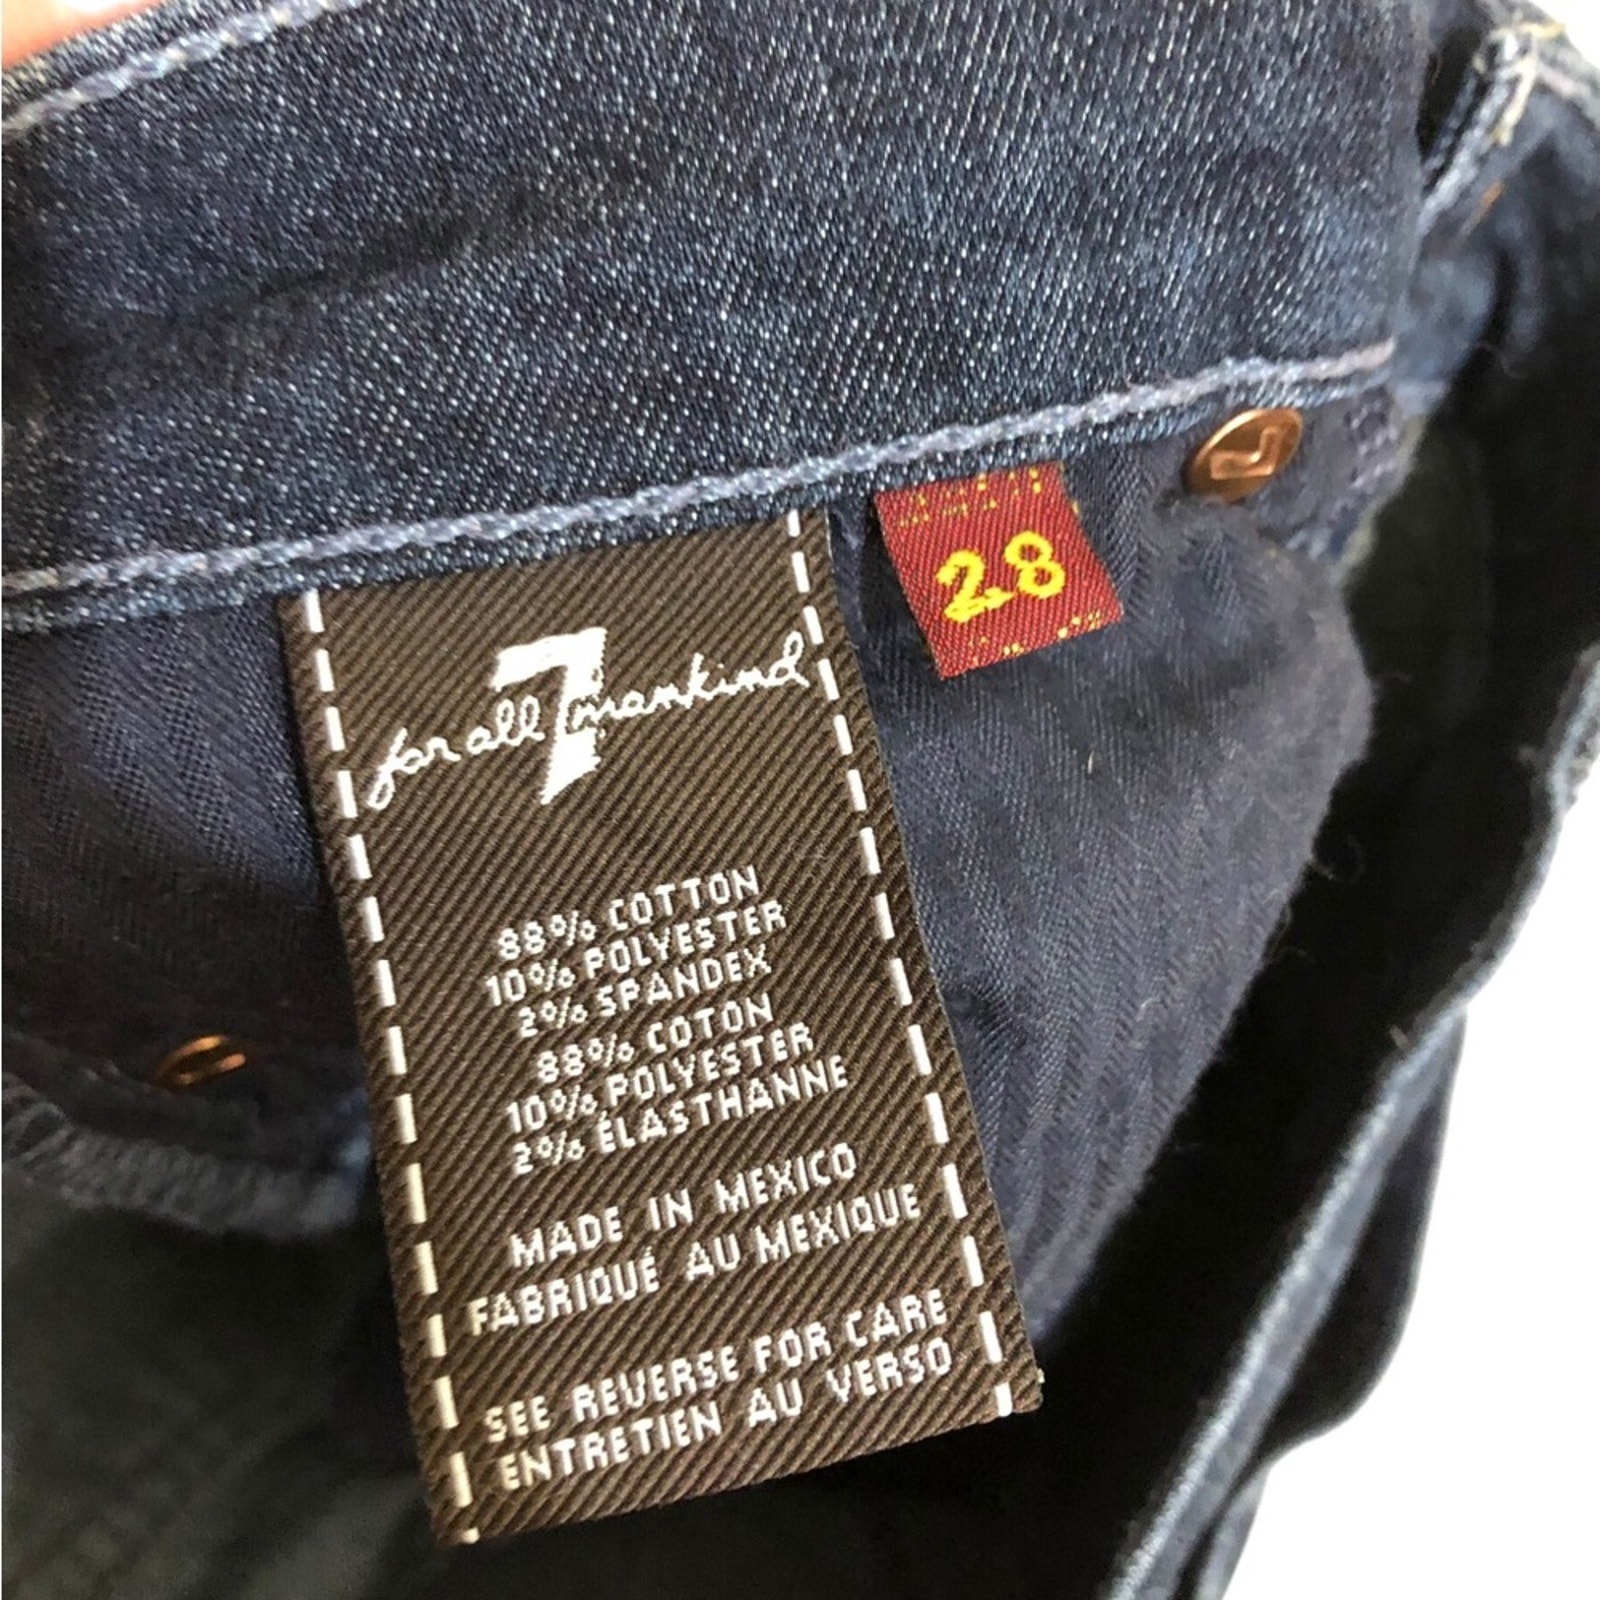 for all 7 mankind
28
88% COTTON
10% POLYESTER
2% SPANDEX
88% COTON
10% POLYESTER
2% ÉLASTHANNE
MADE IN MEXICO
FABRIQUÉ AU MEXIQUE
SEE REVERSE FOR CARE
ENTRETIEN AU VERSO